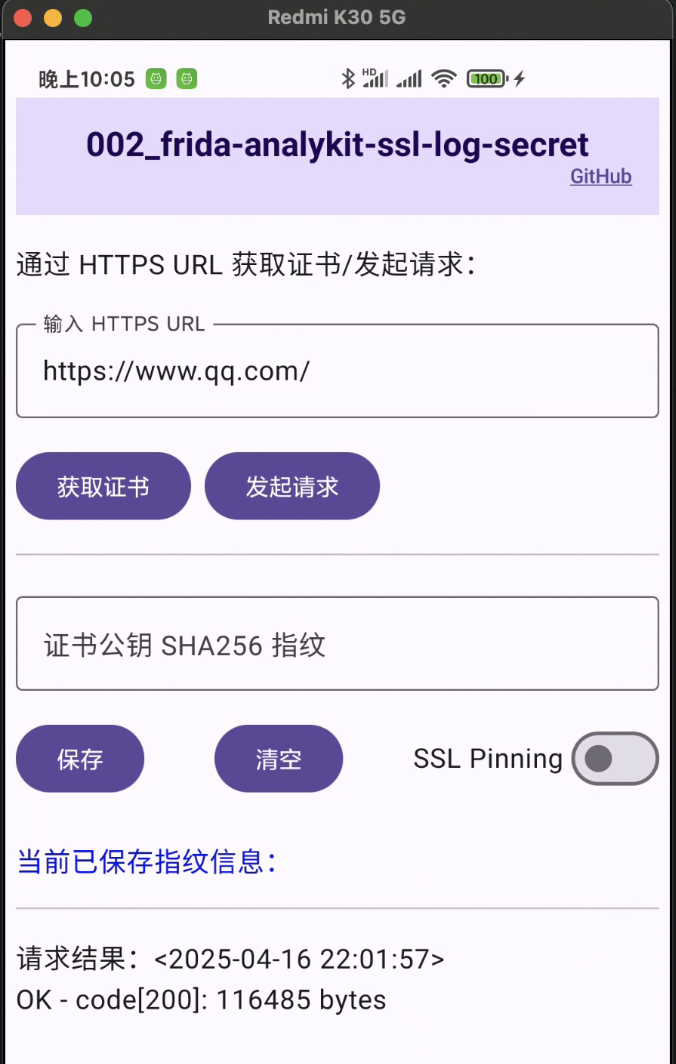 Redmi K30 5G
晚上10:05 HD 100
002_frida-analykit-ssl-log-secret
GitHub
通过 HTTPS URL 获取证书/发起请求：
输入 HTTPS URL
https://www.qq.com/
获取证书 发起请求
证书公钥 SHA256 指纹
保存 清空 SSL Pinning
当前已保存指纹信息：
请求结果：<2025-04-16 22:01:57>
OK - code[200]: 116485 bytes